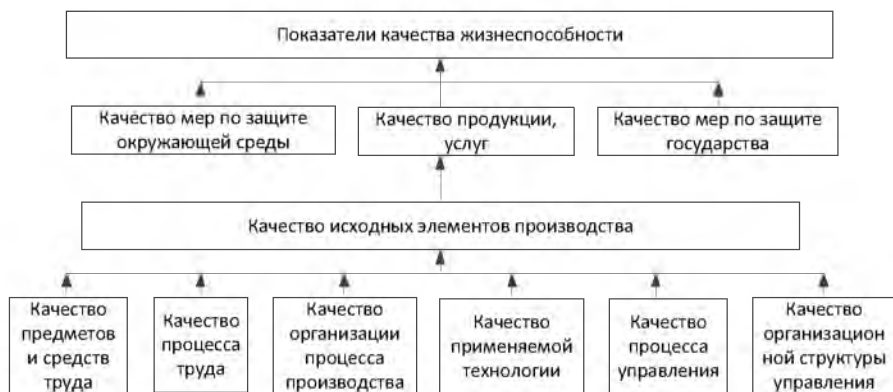 Показатели качества жизнеспособности
Качество мер по защите
окружающей среды
Качество продукции,
услуг
Качество мер по защите
государства
Качество исходных элементов производства
Качество
предметов
и средств
труда
Качество
процесса
труда
Качество
организации
процесса
производства
Качество
применяемой
технологии
Качество
процесса
управления
Качество
организацион
ной структуры
управления